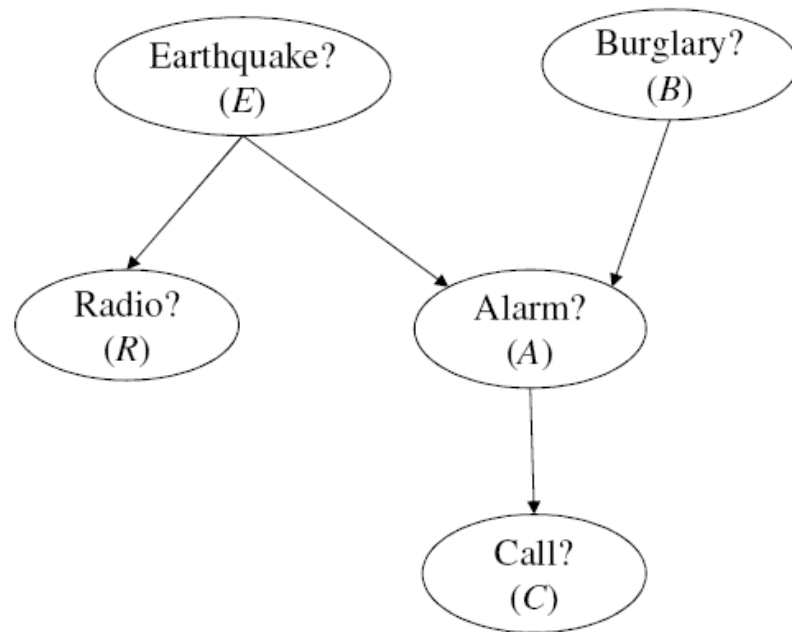 Earthquake?
(E)
Burglary?
(B)
Radio?
(R)
Alarm?
(A)
Call?
(C)